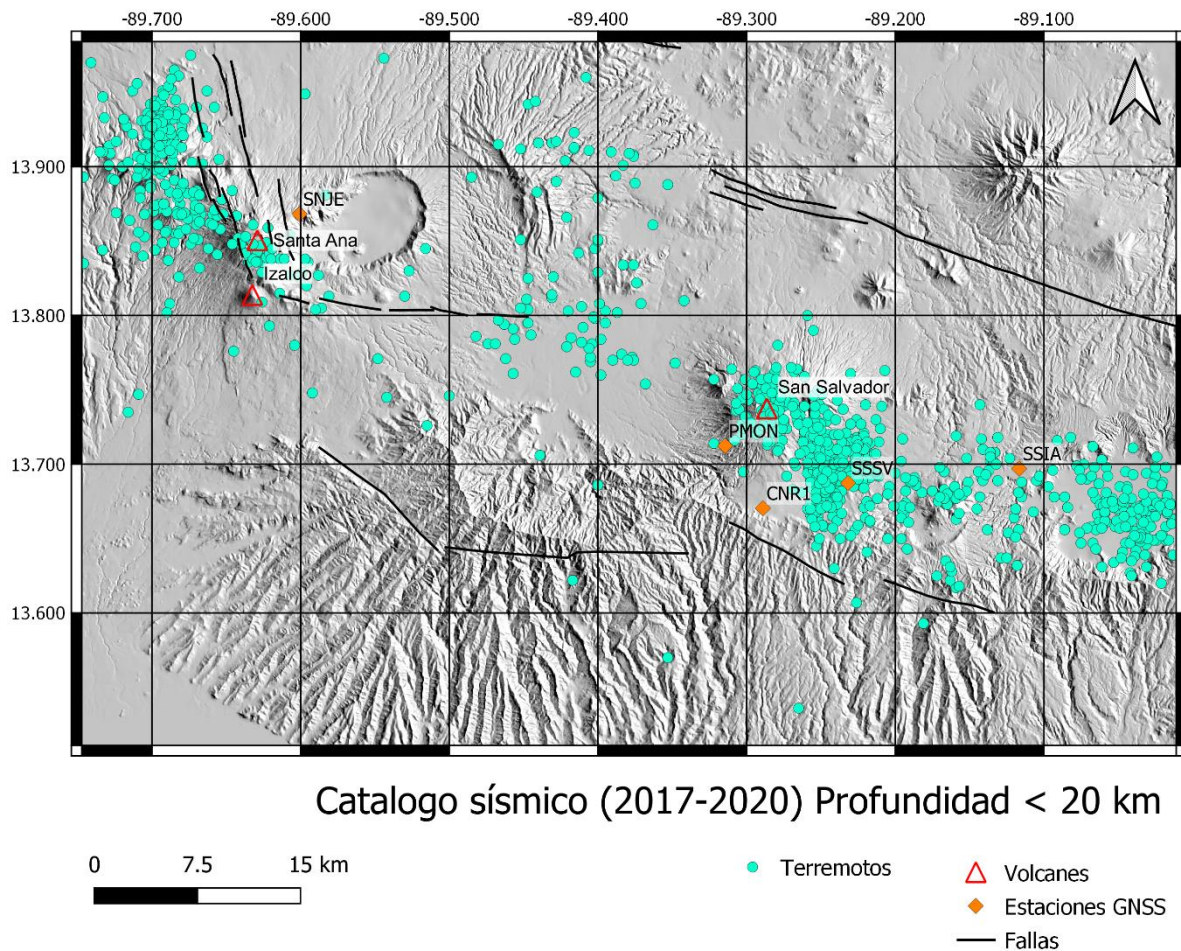 -89.700 -89.600 -89.500 -89.400 -89.300 -89.200 -89.100
13.900
SNJE
Santa Ana
Izalco
13.800
San Salvador
PMON
13.700
SSIA
SSSV
CNR1
13.600
Catalogo sísmico (2017-2020) Profundidad < 20 km
0 7.5 15 km
Terremotos
Volcanes
Estaciones GNSS
Fallas